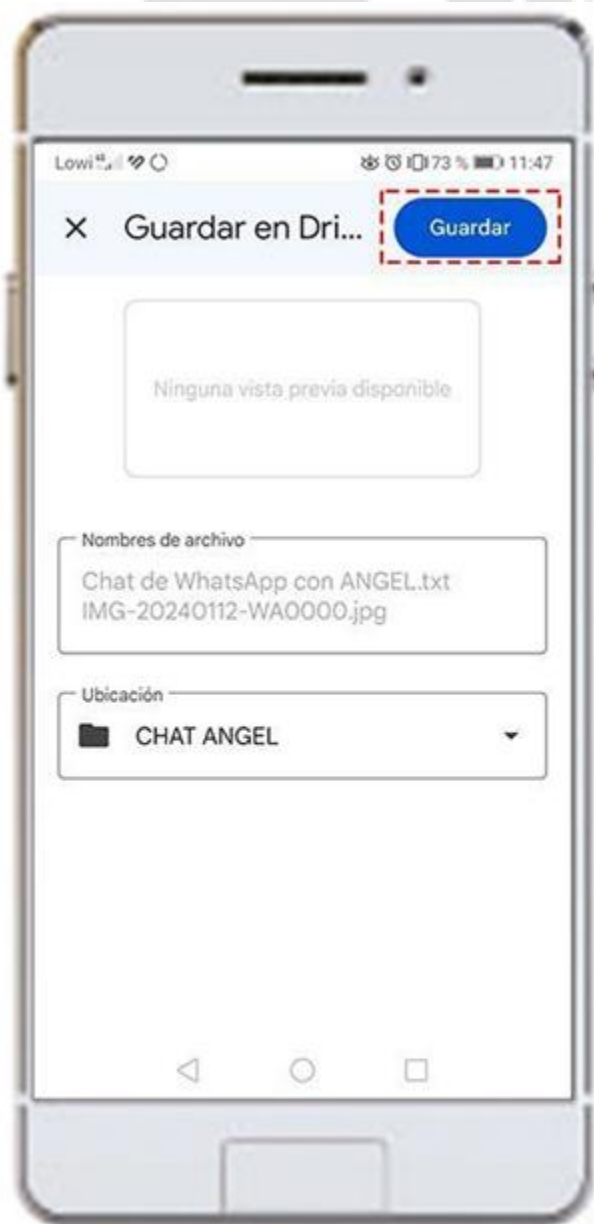 Lowi 73 % 11:47
Guardar en Dri... Guardar
Ninguna vista previa disponible
Nombres de archivo
Chat de WhatsApp con ANGEL.txt
IMG-20240112-WA0000.jpg
Ubicación
CHAT ANGEL